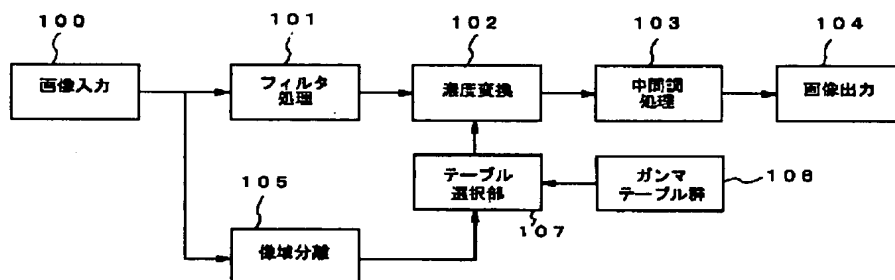 100
101
102
103
104
画像入力
フィルタ
処理
濃度変換
中間調
処理
画像出力
105
テーブル
選択部
ガンマ
テーブル群
106
107
像域分離